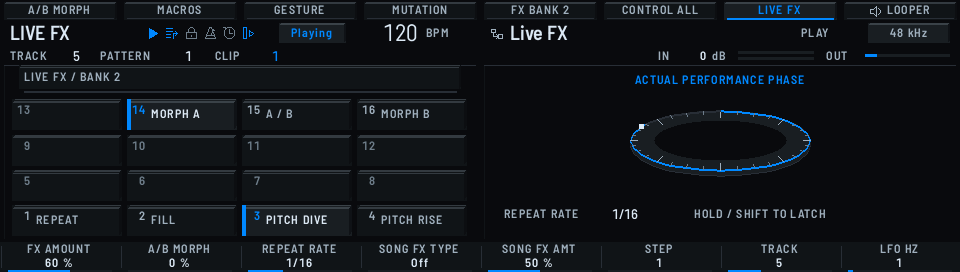 A/B MORPH MACROS GESTURE MUTATION FX BANK 2 CONTROL ALL LIVE FX LOOPER
LIVE FX Playing 120 BPM Live FX PLAY 48 kHz
TRACK 5 PATTERN 1 CLIP 1 IN 0 dB OUT
LIVE FX / BANK 2
ACTUAL PERFORMANCE PHASE
13 14 MORPH A 15 A / B 16 MORPH B
9 10 11 12
5 6 7 8
1 REPEAT 2 FILL 3 PITCH DIVE 4 PITCH RISE
REPEAT RATE 1/16 HOLD / SHIFT TO LATCH
FX AMOUNT A/B MORPH REPEAT RATE SONG FX TYPE SONG FX AMT STEP TRACK LFO HZ
60 % 0 % 1/16 Off 50 % 1 5 1